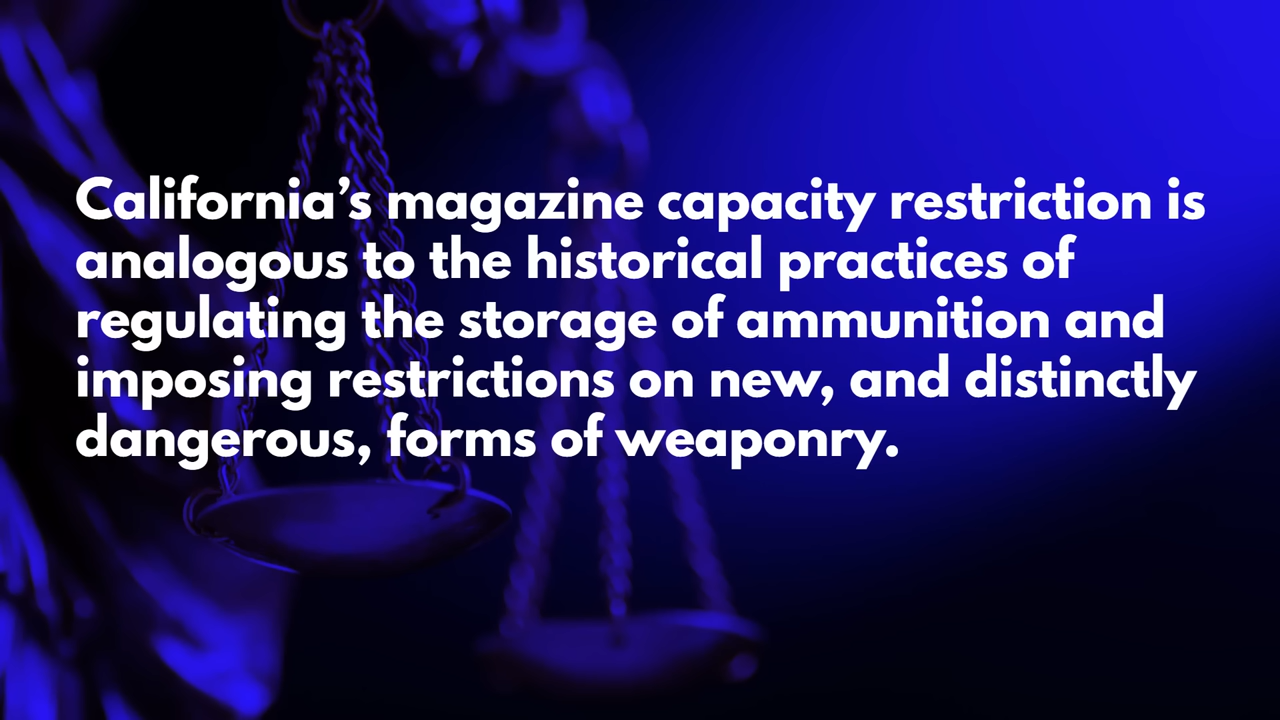 California’s magazine capacity restriction is
analogous to the historical practices of
regulating the storage of ammunition and
imposing restrictions on new, and distinctly
dangerous, forms of weaponry.